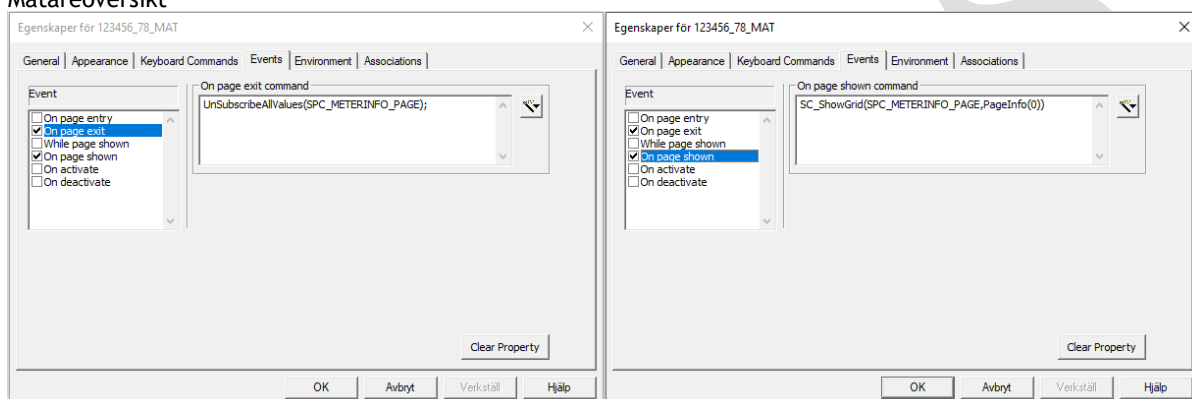 Mätareöversikt
Egenskaper för 123456_78_MAT
General Appearance Keyboard Commands Events Environment Associations
Event
On page entry
On page exit
While page shown
On page shown
On activate
On deactivate
On page exit command
UnSubscribeAllValues(SPC_METERINFO_PAGE);
Clear Property
OK Avbryt Verkställ Hjälp
Egenskaper för 123456_78_MAT
General Appearance Keyboard Commands Events Environment Associations
Event
On page entry
On page exit
While page shown
On page shown
On activate
On deactivate
On page shown command
SC_ShowGrid(SPC_METERINFO_PAGE,PageInfo(0))
Clear Property
OK Avbryt Verkställ Hjälp